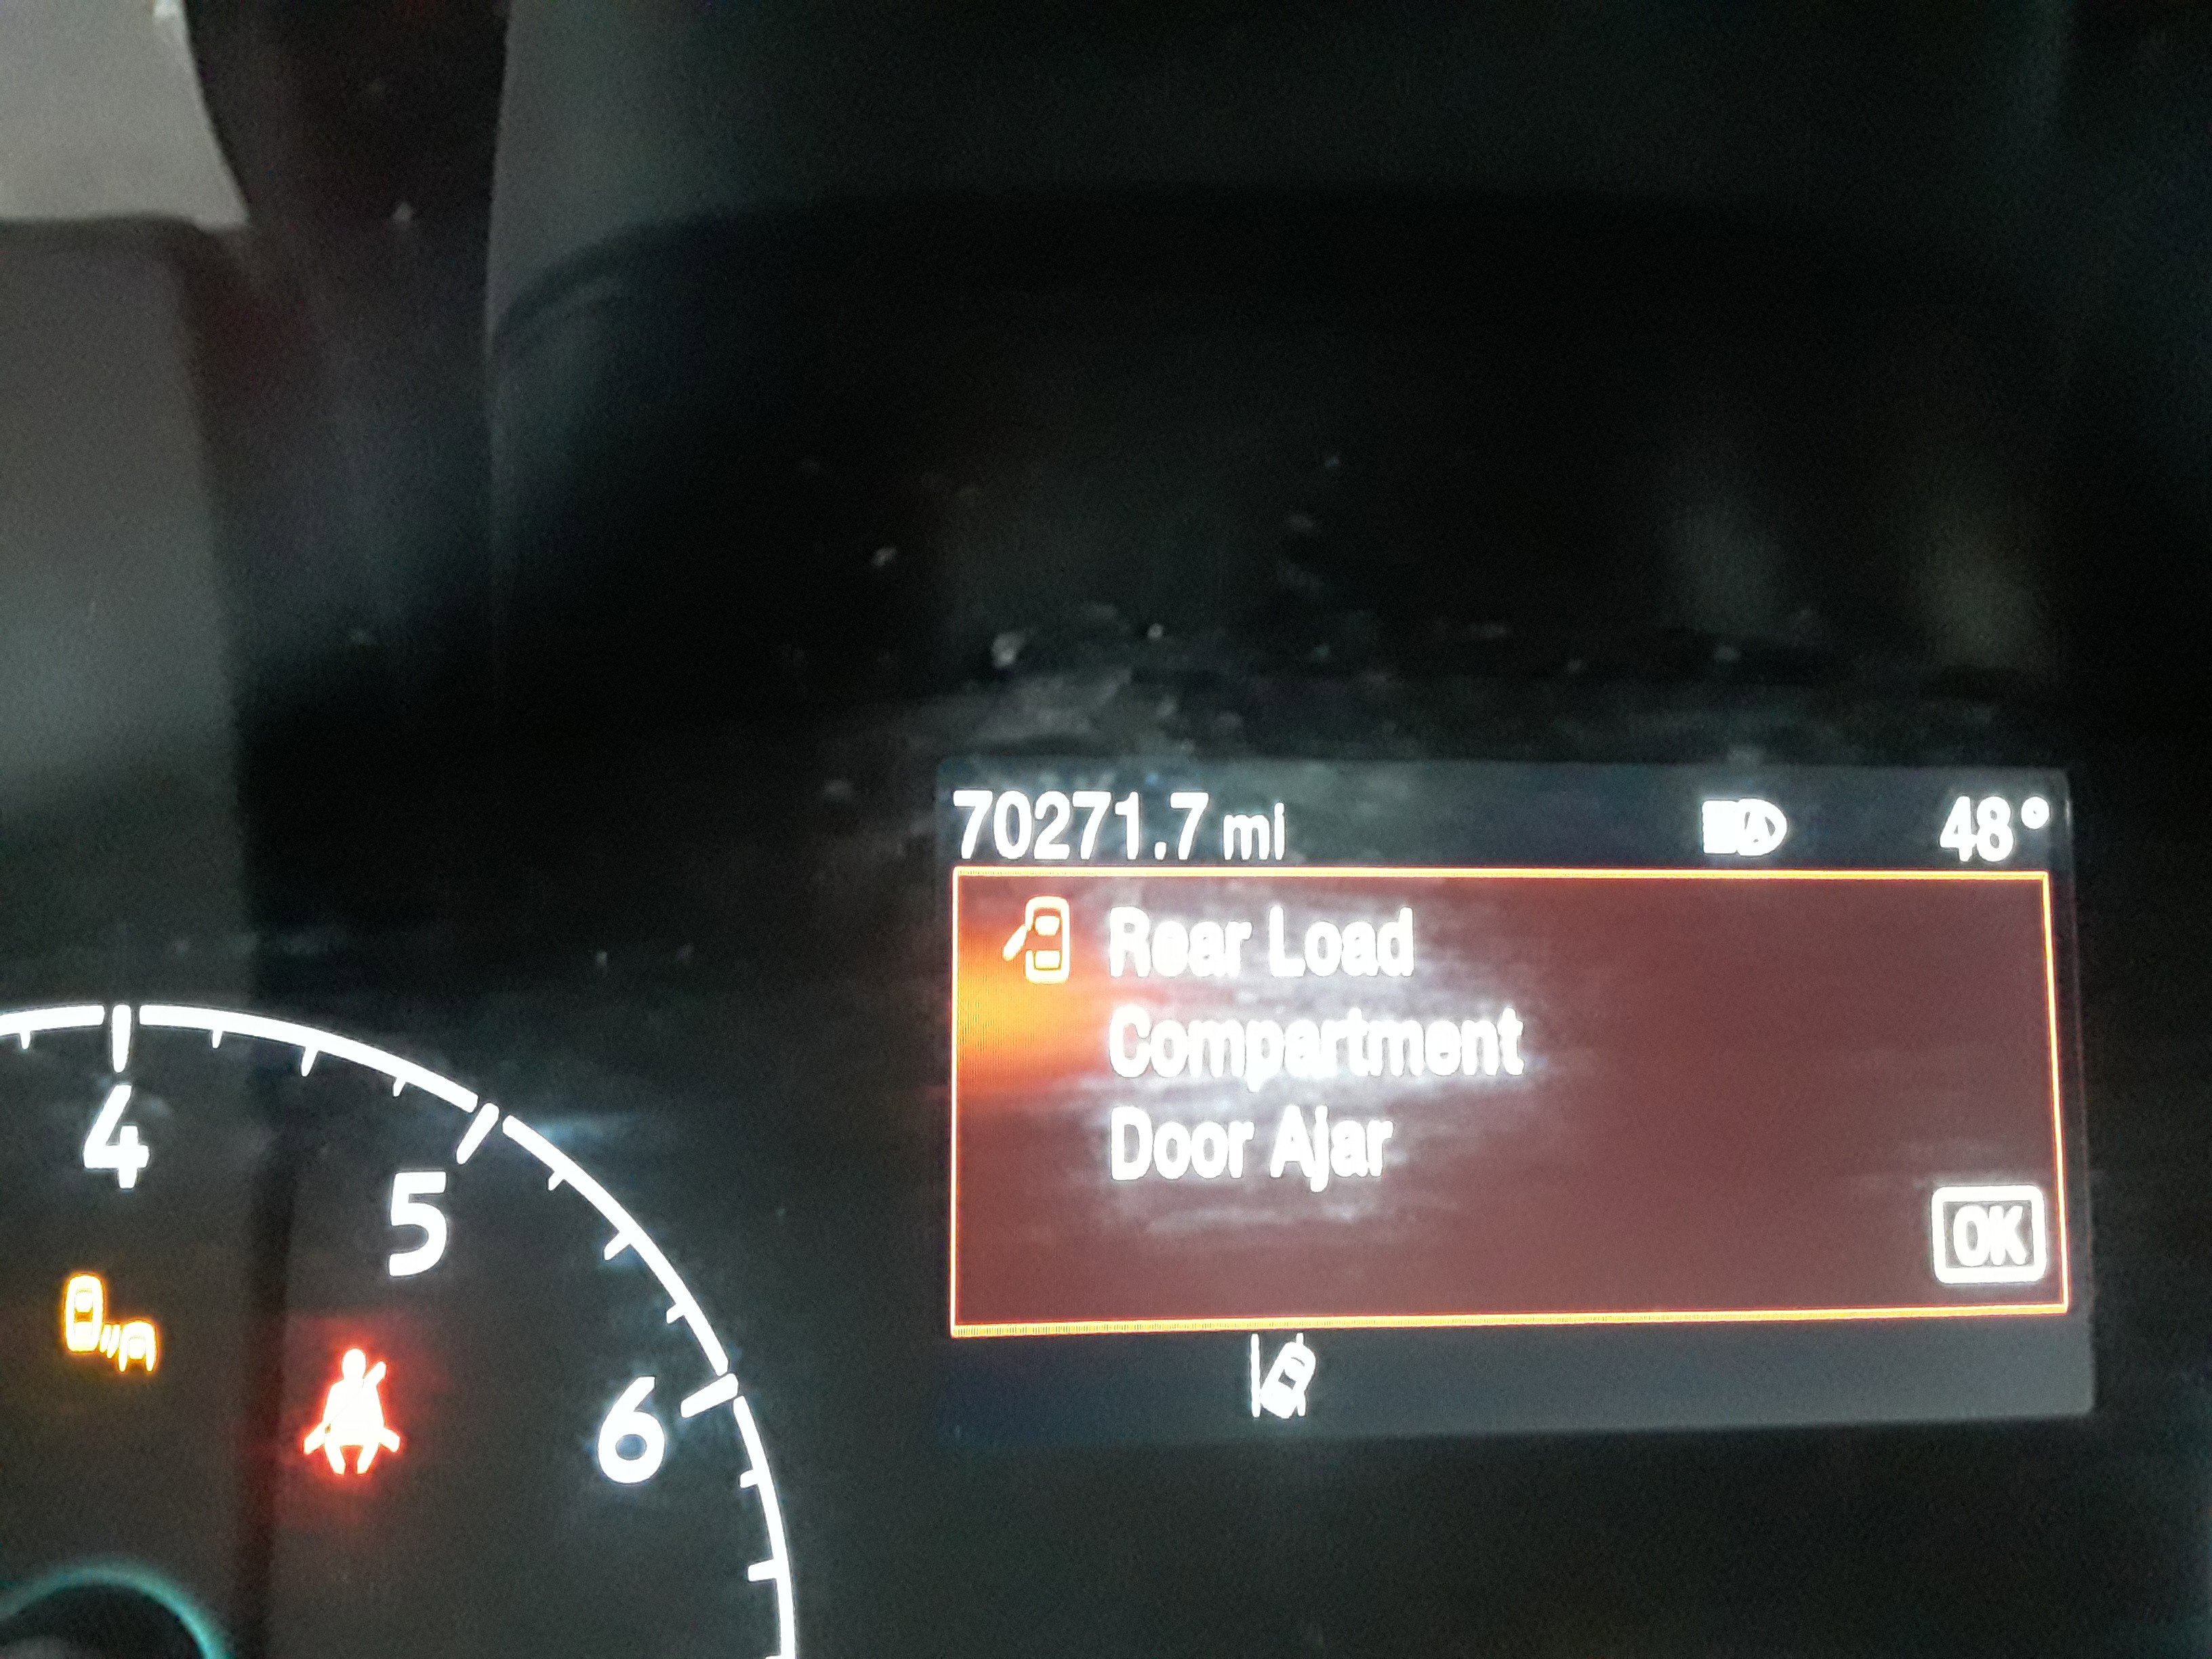 70271.7 mi 48°
Rear Load
Compartment
Door Ajar
OK
4
5
6